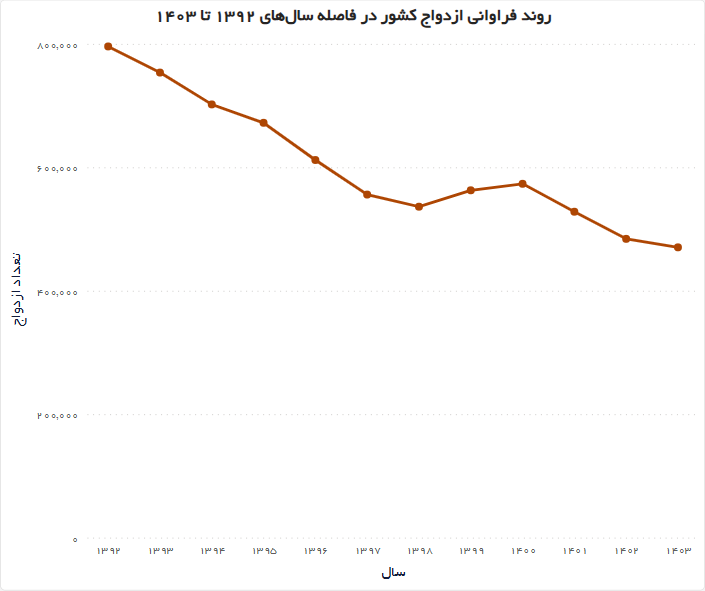 روند فراوانی ازدواج کشور در فاصله سال‌های ۱۳۹۲ تا ۱۴۰۳
۸۰۰,۰۰۰
۶۰۰,۰۰۰
۴۰۰,۰۰۰
۲۰۰,۰۰۰
۰
تعداد ازدواج
۱۳۹۲ ۱۳۹۳ ۱۳۹۴ ۱۳۹۵ ۱۳۹۶ ۱۳۹۷ ۱۳۹۸ ۱۳۹۹ ۱۴۰۰ ۱۴۰۱ ۱۴۰۲ ۱۴۰۳
سال